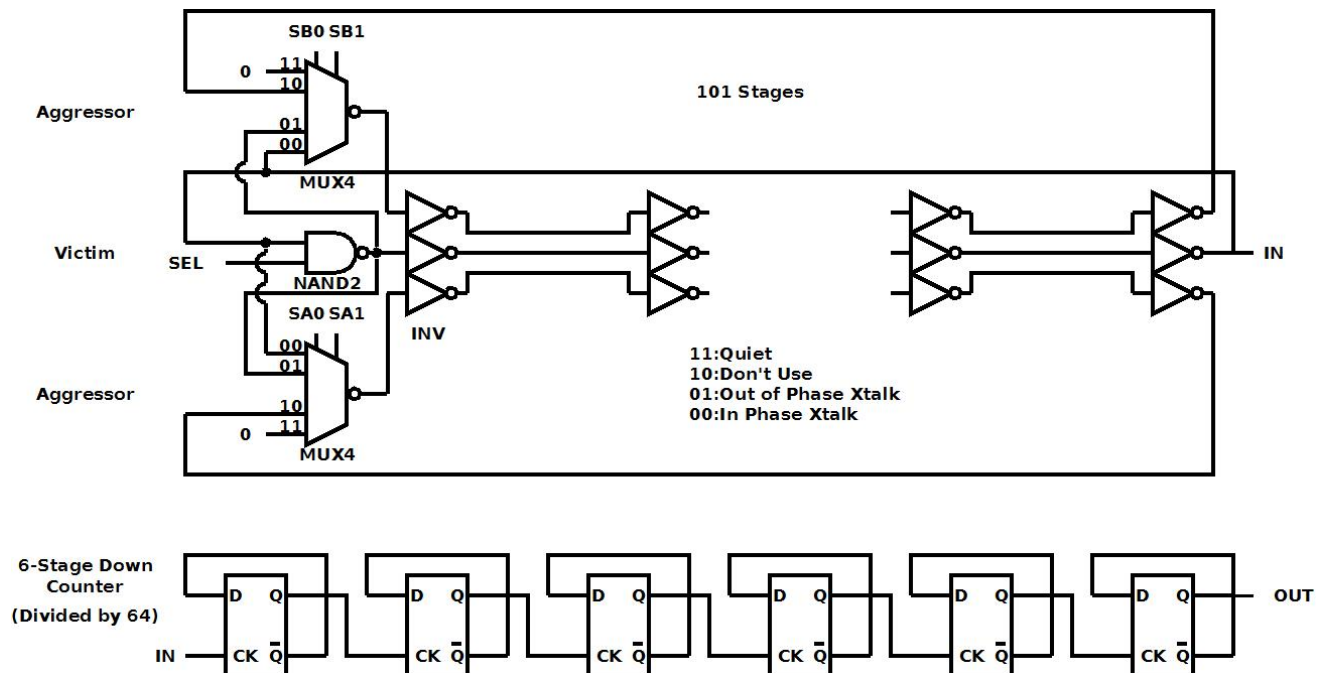 SB0 SB1
0
11
10
01
00
MUX4
Aggressor
101 Stages
Victim
SEL
NAND2
IN
SA0 SA1
00
01
10
11
0
MUX4
INV
Aggressor
11:Quiet
10:Don't Use
01:Out of Phase Xtalk
00:In Phase Xtalk
6-Stage Down
Counter
(Divided by 64)
IN
D Q
CK Q̅
D Q
CK Q̅
D Q
CK Q̅
D Q
CK Q̅
D Q
CK Q̅
D Q
CK Q̅
OUT